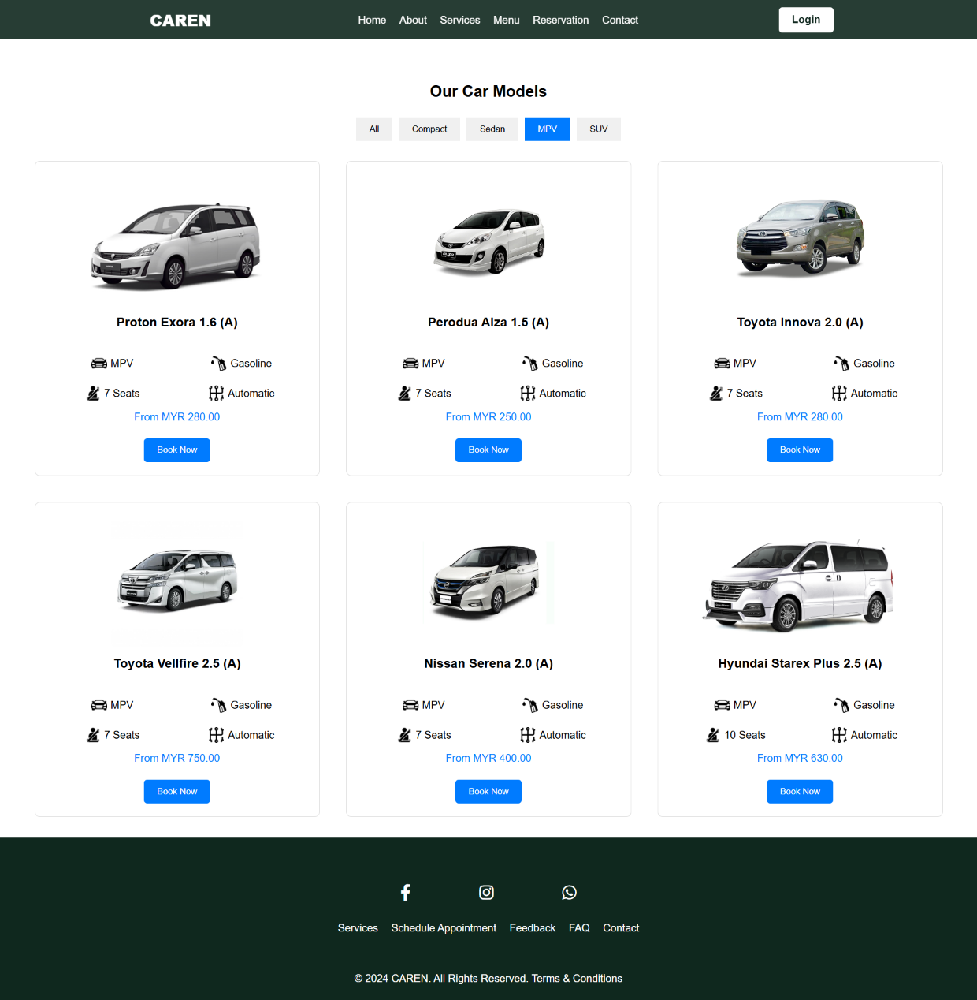 CAREN
Home About Services Menu Reservation Contact
Login
Our Car Models
All Compact Sedan MPV SUV
Proton Exora 1.6 (A)
MPV Gasoline
7 Seats Automatic
From MYR 280.00
Book Now
ALZA
Perodua Alza 1.5 (A)
MPV Gasoline
7 Seats Automatic
From MYR 250.00
Book Now
Toyota Innova 2.0 (A)
MPV Gasoline
7 Seats Automatic
From MYR 280.00
Book Now
Toyota Vellfire 2.5 (A)
MPV Gasoline
7 Seats Automatic
From MYR 750.00
Book Now
Nissan Serena 2.0 (A)
MPV Gasoline
7 Seats Automatic
From MYR 400.00
Book Now
Hyundai Starex Plus 2.5 (A)
MPV Gasoline
10 Seats Automatic
From MYR 630.00
Book Now
Services Schedule Appointment Feedback FAQ Contact
© 2024 CAREN. All Rights Reserved. Terms & Conditions